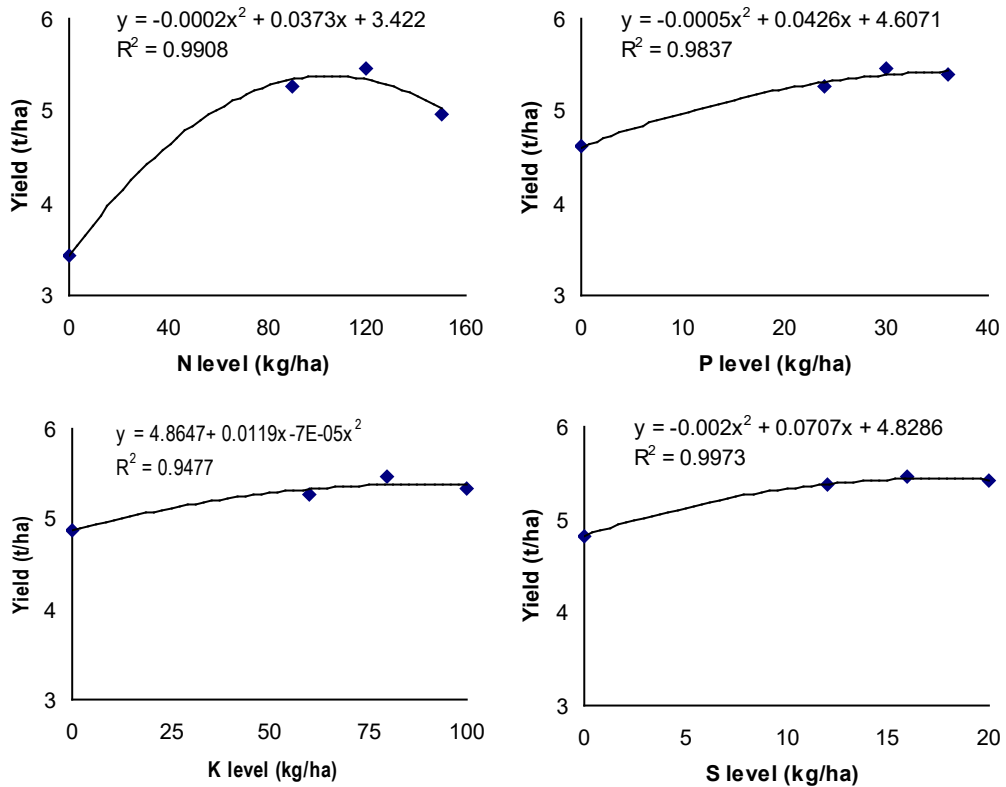 y = -0.0002x² + 0.0373x + 3.422
R² = 0.9908
6
5
4
3
Yield (t/ha)
0 40 80 120 160
N level (kg/ha)
y = -0.0005x² + 0.0426x + 4.6071
R² = 0.9837
6
5
4
3
Yield (t/ha)
0 10 20 30 40
P level (kg/ha)
y = 4.8647+ 0.0119x-7E-05x²
R² = 0.9477
6
5
4
3
Yield (t/ha)
0 25 50 75 100
K level (kg/ha)
y = -0.002x² + 0.0707x + 4.8286
R² = 0.9973
6
5
4
3
Yield (t/ha)
0 5 10 15 20
S level (kg/ha)